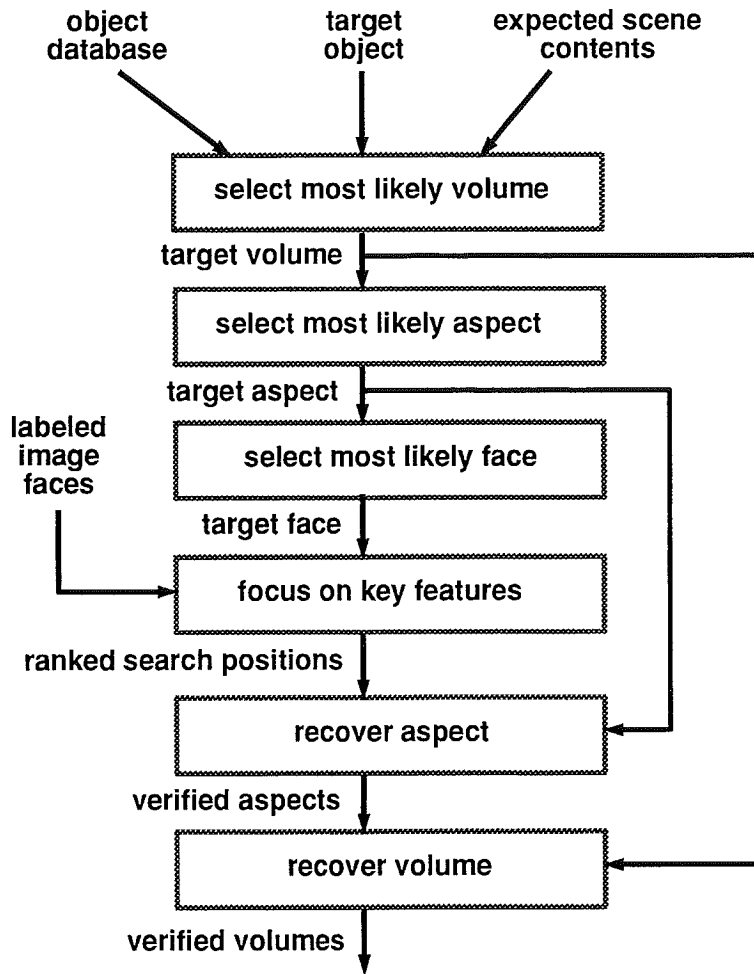 object
database
target
object
expected scene
contents
select most likely volume
target volume
select most likely aspect
target aspect
labeled
image
faces
select most likely face
target face
focus on key features
ranked search positions
recover aspect
verified aspects
recover volume
verified volumes